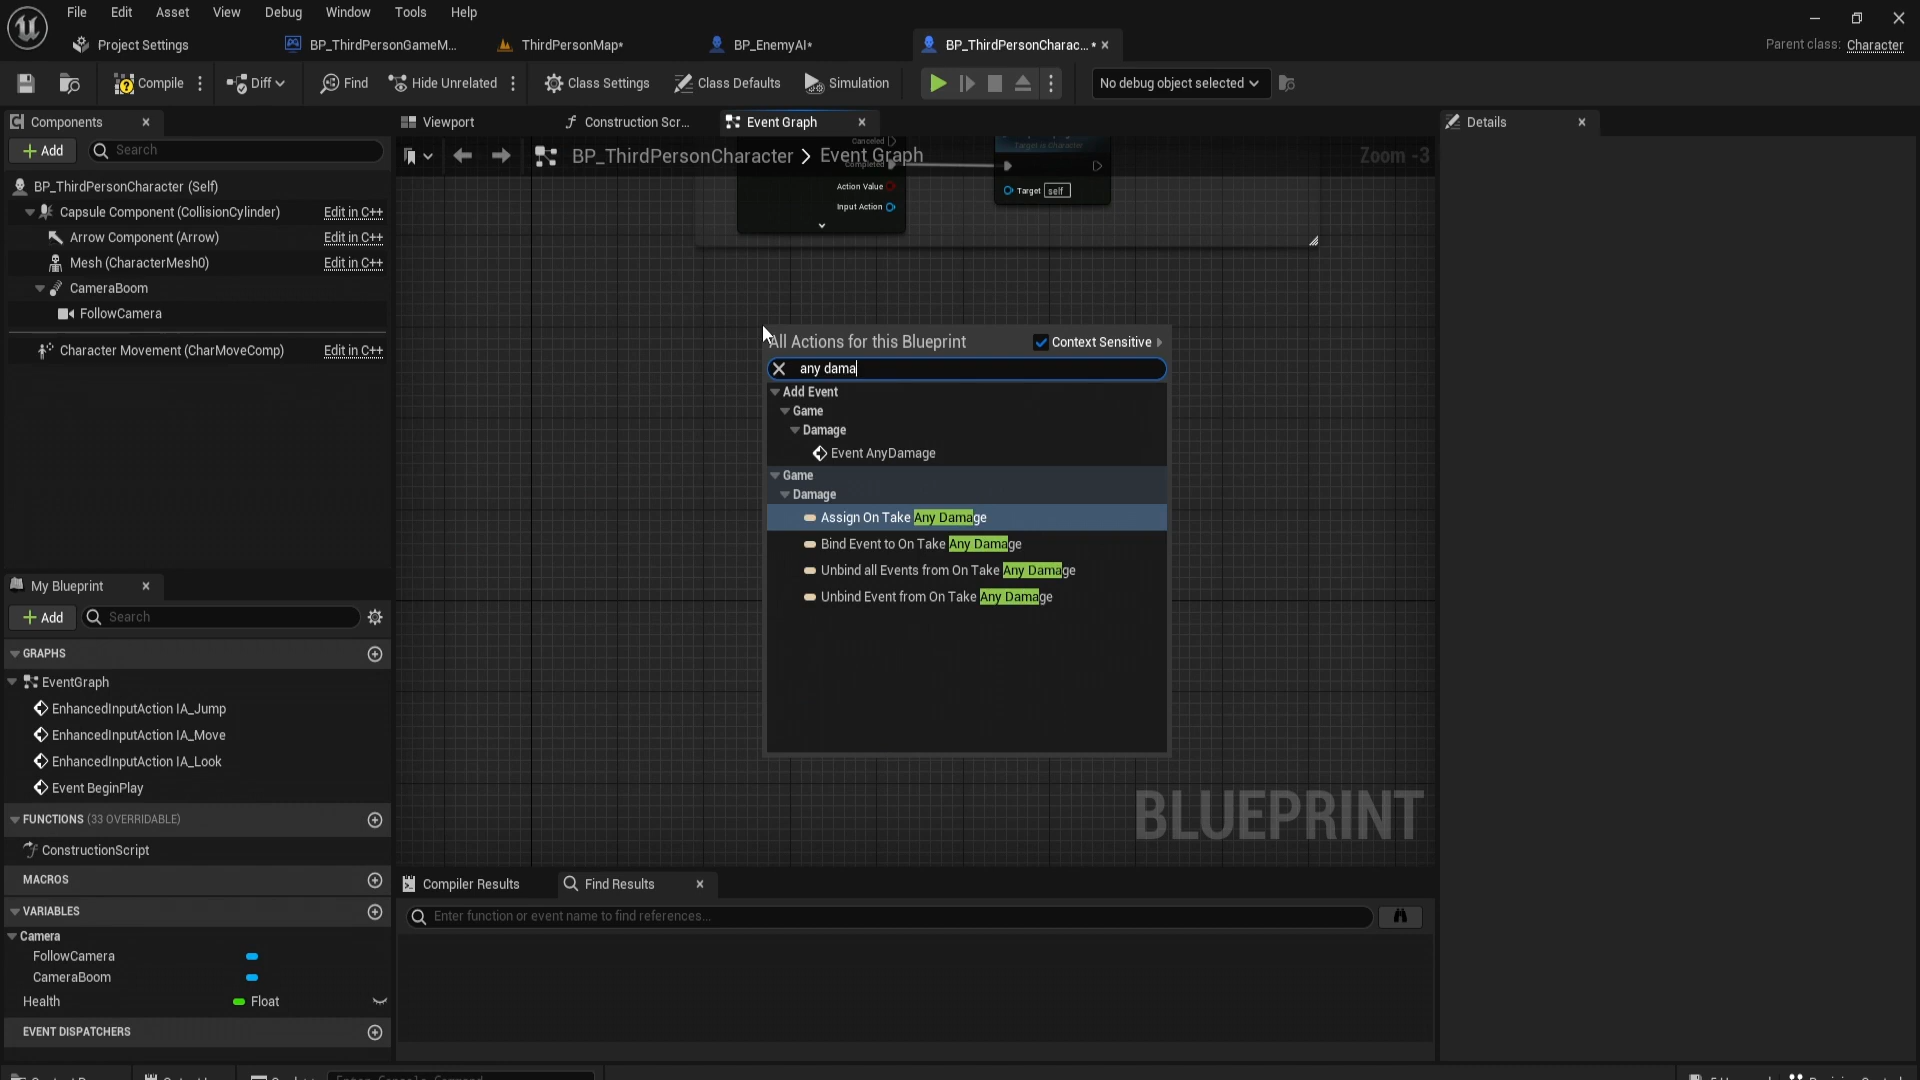 File Edit Asset View Debug Window Tools Help
Project Settings BP_ThirdPersonGameM... ThirdPersonMap* BP_EnemyAI* BP_ThirdPersonCharac... * Parent class: Character
Compile Diff Find Hide Unrelated Class Settings Class Defaults Simulation No debug object selected
Components Viewport Construction Scr... Event Graph Details
Add Search BP_ThirdPersonCharacter > Event Graph Zoom -3
BP_ThirdPersonCharacter (Self)
Capsule Component (CollisionCylinder) Edit in C++
Arrow Component (Arrow) Edit in C++
Mesh (CharacterMesh0) Edit in C++
CameraBoom
FollowCamera
Character Movement (CharMoveComp) Edit in C++
Canceled
Completed
Action Value
Input Action
Target is Character
Target self
All Actions for this Blueprint Context Sensitive
any dama
Add Event
Game
Damage
Event AnyDamage
Game
Damage
Assign On Take Any Damage
Bind Event to On Take Any Damage
Unbind all Events from On Take Any Damage
Unbind Event from On Take Any Damage
BLUEPRINT
My Blueprint
Add Search
GRAPHS
EventGraph
EnhancedInputAction IA_Jump
EnhancedInputAction IA_Move
EnhancedInputAction IA_Look
Event BeginPlay
FUNCTIONS (33 OVERRIDABLE)
ConstructionScript
MACROS
VARIABLES
Camera
FollowCamera
CameraBoom
Health Float
EVENT DISPATCHERS
Compiler Results Find Results
Enter function or event name to find references...